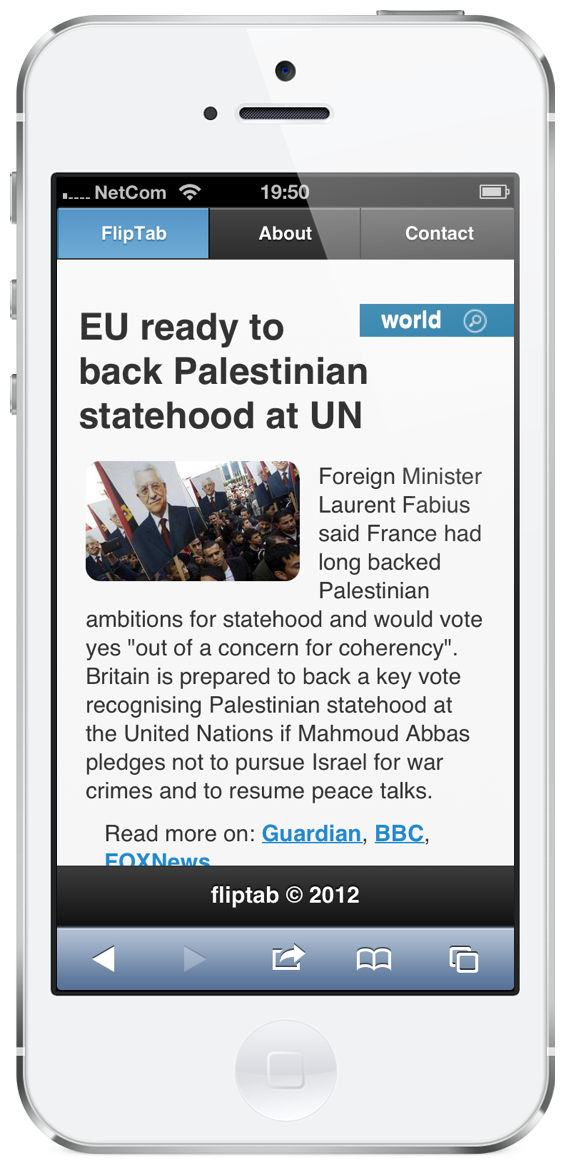 NetCom 19:50
FlipTab About Contact
world
EU ready to
back Palestinian
statehood at UN
Foreign Minister
Laurent Fabius
said France had
long backed
Palestinian
ambitions for statehood and would vote
yes "out of a concern for coherency".
Britain is prepared to back a key vote
recognising Palestinian statehood at
the United Nations if Mahmoud Abbas
pledges not to pursue Israel for war
crimes and to resume peace talks.
Read more on: Guardian, BBC,
FOXNews
fliptab © 2012